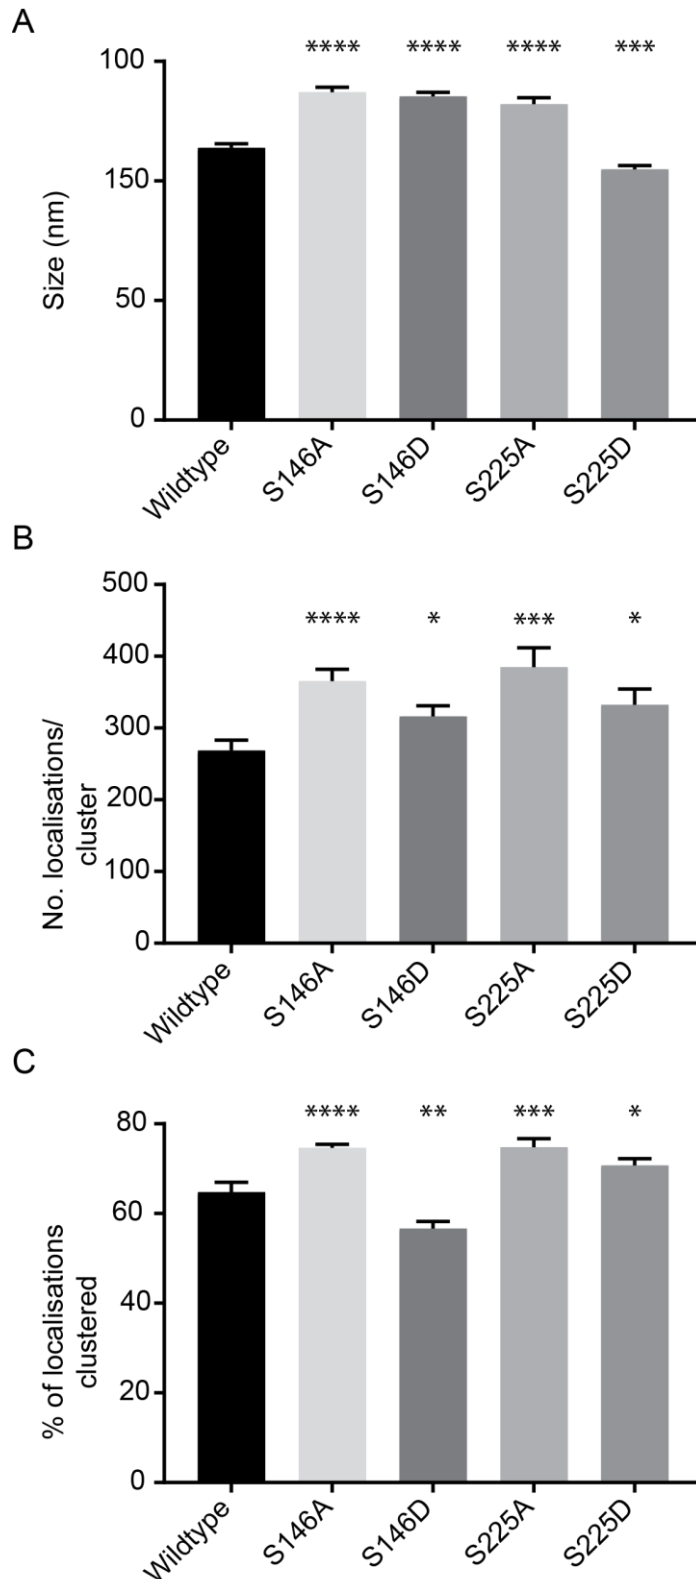 A
**** **** **** ***
100
150
50
0
Size (nm)
Wildtype S146A S146D S225A S225D
B
500
400
300
200
100
0
No. localisations/
cluster
**** * *** *
Wildtype S146A S146D S225A S225D
C
80
60
40
20
0
% of localisations
clustered
**** ** *** *
Wildtype S146A S146D S225A S225D